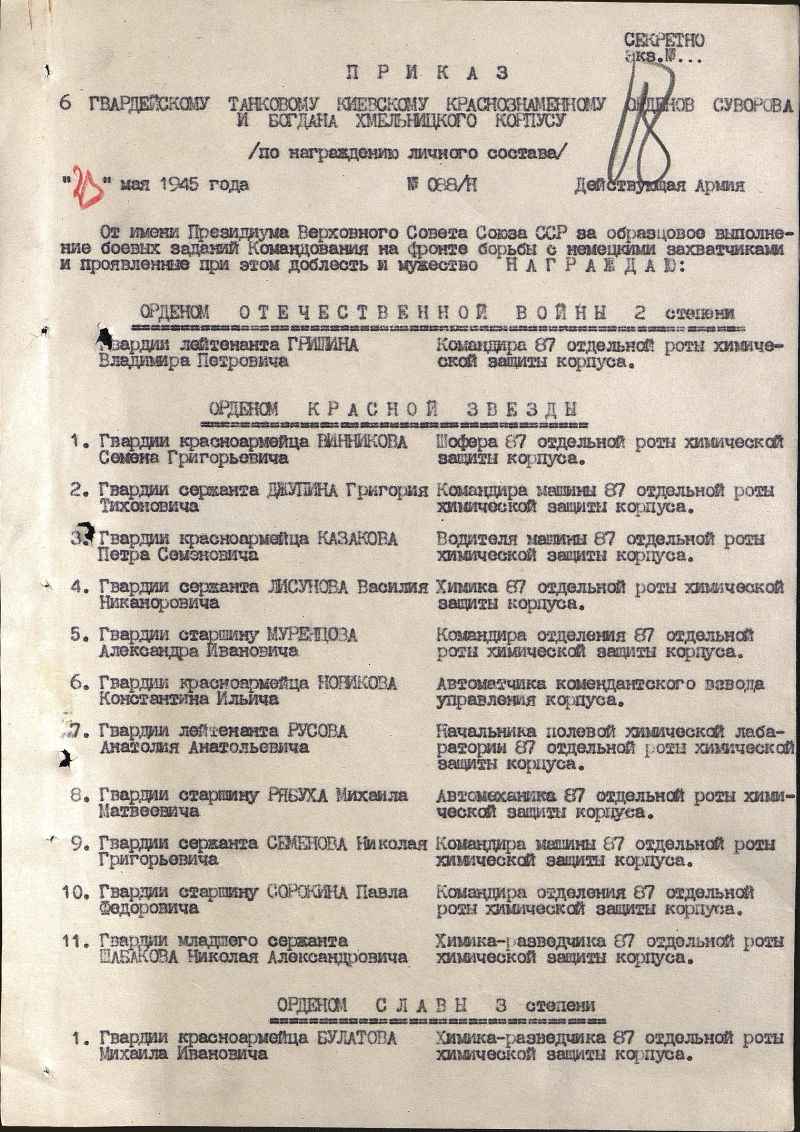 СЕКРЕТНО
Экз.№...
П Р И К А З
6 ГВАРДЕЙСКОМУ ТАНКОВОМУ КИЕВСКОМУ КРАСНОЗНАМЕННОМУ ОРДЕНОВ СУВОРОВА
И БОГДАНА ХМЕЛЬНИЦКОГО КОРПУСУ
/по награждению личного состава/
"23" мая 1945 года № 088/Н Действующая Армия
От имени Президиума Верховного Совета Союза ССР за образцовое выполне-
ние боевых заданий Командования на фронте борьбы с немецкими захватчиками
и проявленные при этом доблесть и мужество Н А Г Р А Ж Д А Ю:
ОРДЕНОМ О Т Е Ч Е С Т В Е Н Н О Й В О Й Н Ы 2 степени
Гвардии лейтенанта ГРИШИНА Командира 87 отдельной роты химиче-
Владимира Петровича ской защиты корпуса.
ОРДЕНОМ К Р А С Н О Й З В Е З Д Ы
1. Гвардии красноармейца ВИННИКОВА Шофера 87 отдельной роты химической
Семена Григорьевича защиты корпуса.
2. Гвардии сержанта ДЖУПИНА Григория Командира машины 87 отдельной роты
Тихоновича химической защиты корпуса.
3. Гвардии красноармейца КАЗАКОВА Водителя машины 87 отдельной роты
Петра Семеновича химической защиты корпуса.
4. Гвардии сержанта ЛИСУНОВА Василия Химика 87 отдельной роты химической
Никаноровича защиты корпуса.
5. Гвардии старшину МУРЕНЦОВА Командира отделения 87 отдельной
Александра Ивановича роты химической защиты корпуса.
6. Гвардии красноармейца НОВИКОВА Автоматчика комендантского взвода
Константина Ильича управления корпуса.
7. Гвардии лейтенанта РУСОВА Начальника полевой химической лаба-
Анатолия Анатольевича ратории 87 отдельной роты химической
защиты корпуса.
8. Гвардии старшину РЯБУХА Михаила Автомеханика 87 отдельной роты хими-
Матвеевича ческой защиты корпуса.
9. Гвардии сержанта СЕМЕНОВА Николая Командира машины 87 отдельной роты
Григорьевича химической защиты корпуса.
10. Гвардии старшину СОРОКИНА Павла Командира отделения 87 отдельной
Федоровича роты химической защиты корпуса.
11. Гвардии младшего сержанта Химика-разведчика 87 отдельной роты
ШАБАКОВА Николая Александровича химической защиты корпуса.
ОРДЕНОМ С Л А В Ы 3 степени
1. Гвардии красноармейца БУЛАТОВА Химика-разведчика 87 отдельной роты
Михаила Ивановича химической защиты корпуса.